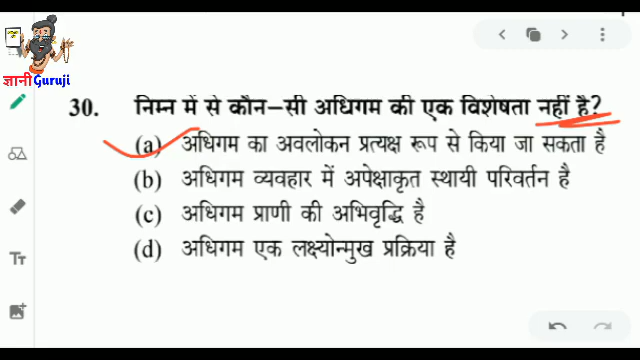 ज्ञानी Guruji
30. निम्न में से कौन-सी अधिगम की एक विशेषता नहीं है?
(a) अधिगम का अवलोकन प्रत्यक्ष रूप से किया जा सकता है
(b) अधिगम व्यवहार में अपेक्षाकृत स्थायी परिवर्तन है
(c) अधिगम प्राणी की अभिवृद्धि है
(d) अधिगम एक लक्ष्योन्मुख प्रक्रिया है
Tт